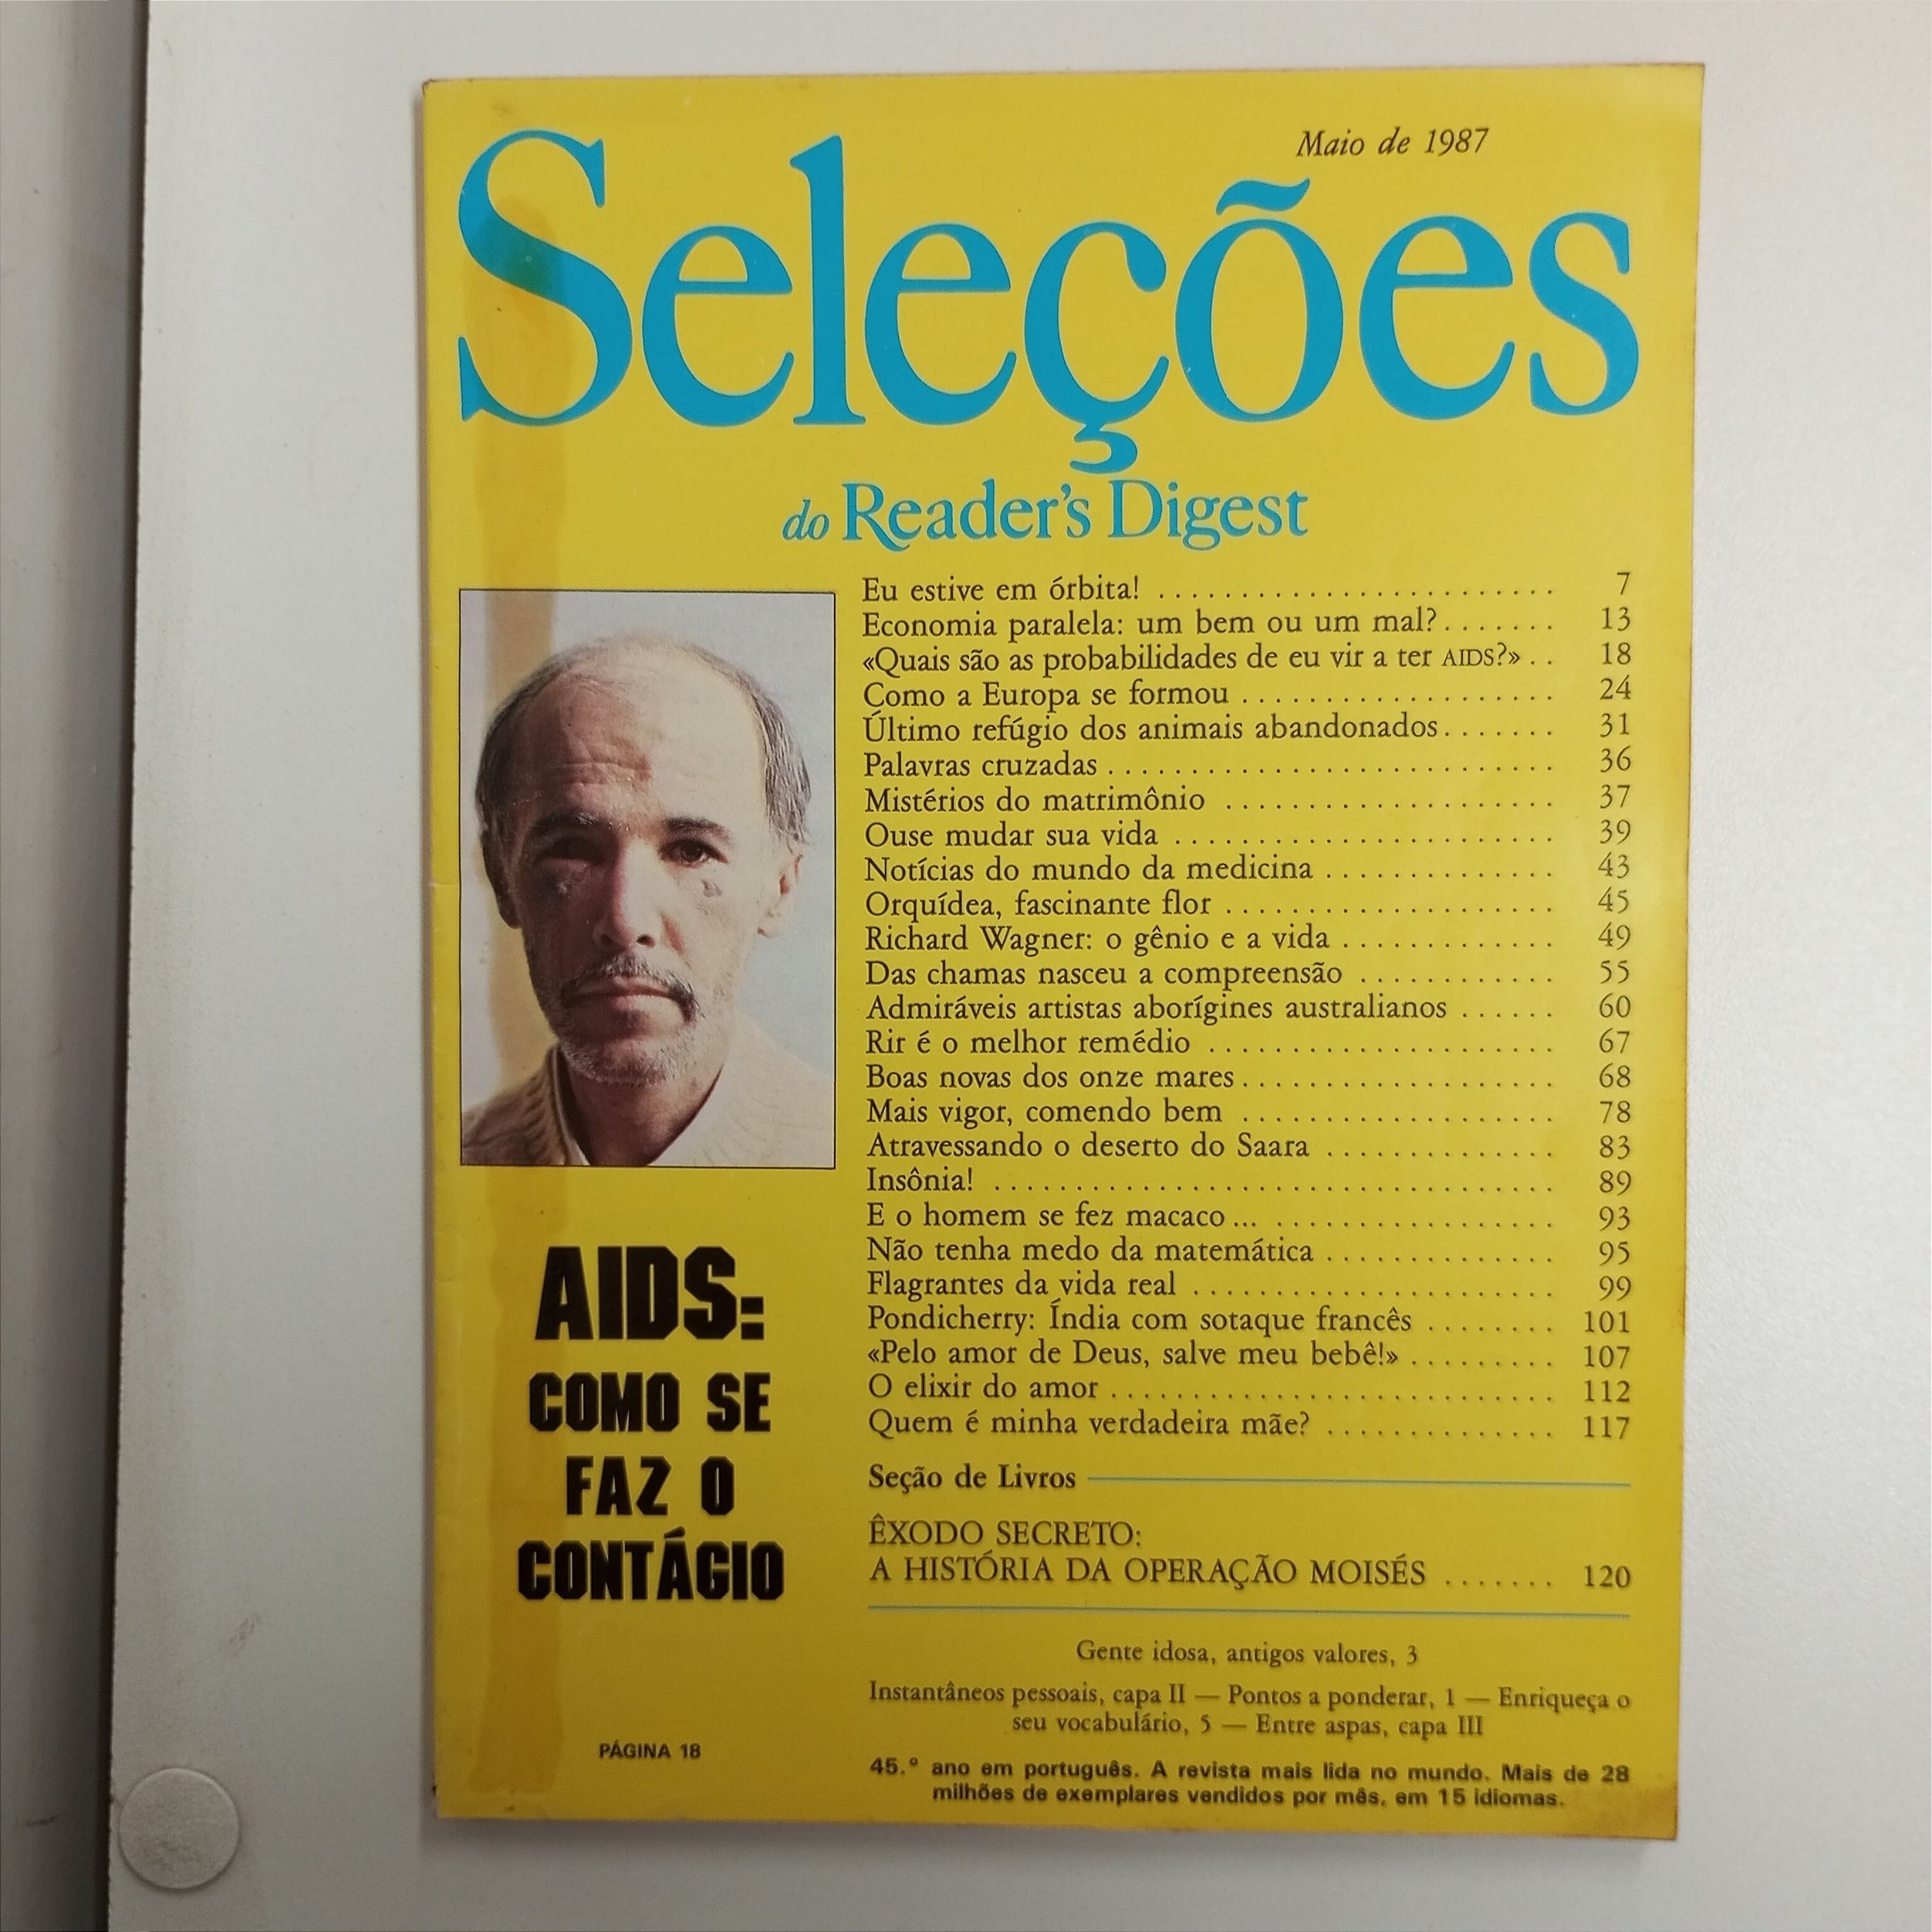 Maio de 1987
Seleções
do Reader's Digest
Eu estive em órbita! ........................ 7
Economia paralela: um bem ou um mal?....... 13
«Quais são as probabilidades de eu vir a ter AIDS?».. 18
Como a Europa se formou ................... 24
Último refúgio dos animais abandonados....... 31
Palavras cruzadas........................... 36
Mistérios do matrimônio .................... 37
Ouse mudar sua vida ....................... 39
Notícias do mundo da medicina .............. 43
Orquídea, fascinante flor .................... 45
Richard Wagner: o gênio e a vida ............. 49
Das chamas nasceu a compreensão ............ 55
Admiráveis artistas aborígines australianos ...... 60
Rir é o melhor remédio ..................... 67
Boas novas dos onze mares................... 68
Mais vigor, comendo bem ................... 78
Atravessando o deserto do Saara .............. 83
Insônia! .................................. 89
E o homem se fez macaco... ................. 93
Não tenha medo da matemática .............. 95
Flagrantes da vida real ...................... 99
Pondicherry: Índia com sotaque francês ........ 101
«Pelo amor de Deus, salve meu bebê!» ......... 107
O elixir do amor........................... 112
Quem é minha verdadeira mãe? .............. 117
Seção de Livros
ÊXODO SECRETO:
A HISTÓRIA DA OPERAÇÃO MOISÉS ....... 120
Gente idosa, antigos valores, 3
Instantâneos pessoais, capa II — Pontos a ponderar, 1 — Enriqueça o
seu vocabulário, 5 — Entre aspas, capa III
45.º ano em português. A revista mais lida no mundo. Mais de 28
milhões de exemplares vendidos por mês, em 15 idiomas.
AIDS:
COMO SE
FAZ O
CONTÁGIO
PÁGINA 18